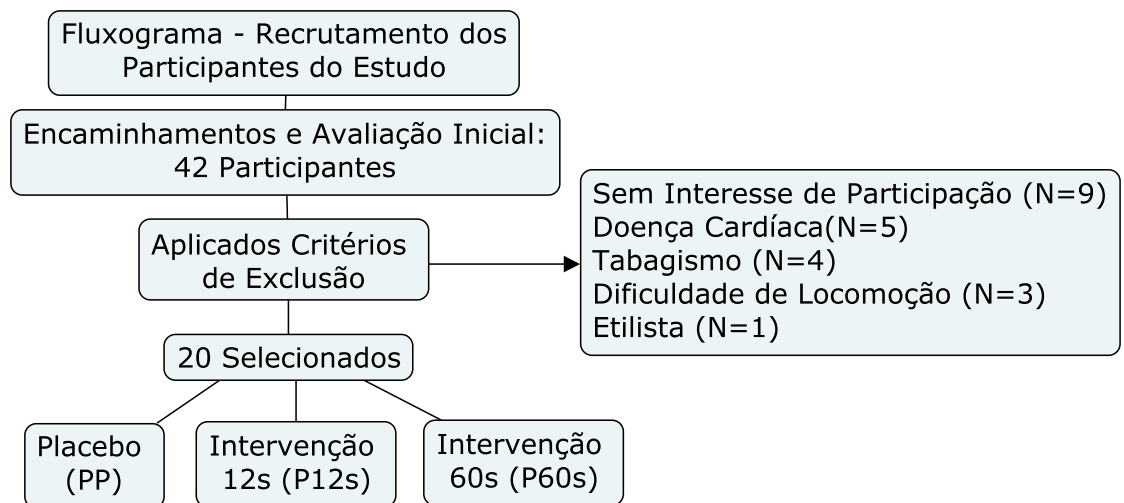 Fluxograma - Recrutamento dos
Participantes do Estudo
Encaminhamentos e Avaliação Inicial:
42 Participantes
Aplicados Critérios
de Exclusão
Sem Interesse de Participação (N=9)
Doença Cardíaca(N=5)
Tabagismo (N=4)
Dificuldade de Locomoção (N=3)
Etilista (N=1)
20 Selecionados
Placebo
(PP)
Intervenção
12s (P12s)
Intervenção
60s (P60s)